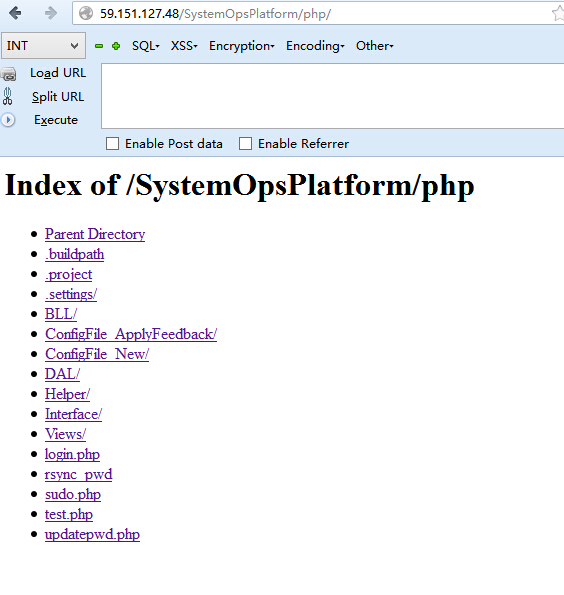 59.151.127.48/SystemOpsPlatform/php/
INT SQL XSS Encryption Encoding Other
Load URL
Split URL
Execute
Enable Post data Enable Referrer
Index of /SystemOpsPlatform/php
Parent Directory
.buildpath
.project
.settings/
BLL/
ConfigFile_ApplyFeedback/
ConfigFile_New/
DAL/
Helper/
Interface/
Views/
login.php
rsync_pwd
sudo.php
test.php
updatepwd.php